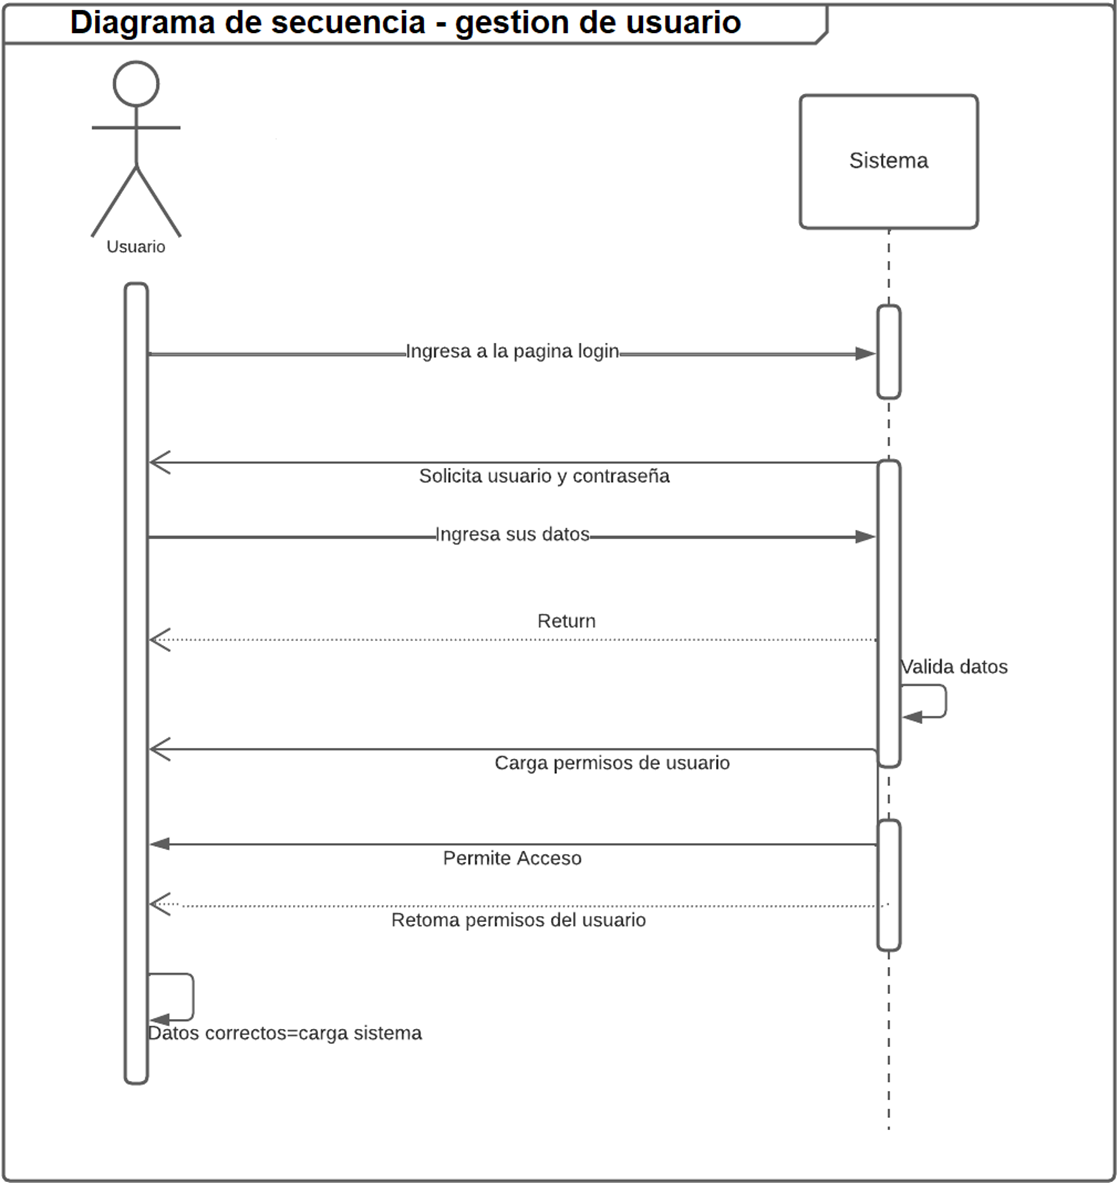 Diagrama de secuencia - gestion de usuario
Sistema
Usuario
Ingresa a la pagina login
Solicita usuario y contraseña
Ingresa sus datos
Return
Valida datos
Carga permisos de usuario
Permite Acceso
Retoma permisos del usuario
Datos correctos=carga sistema